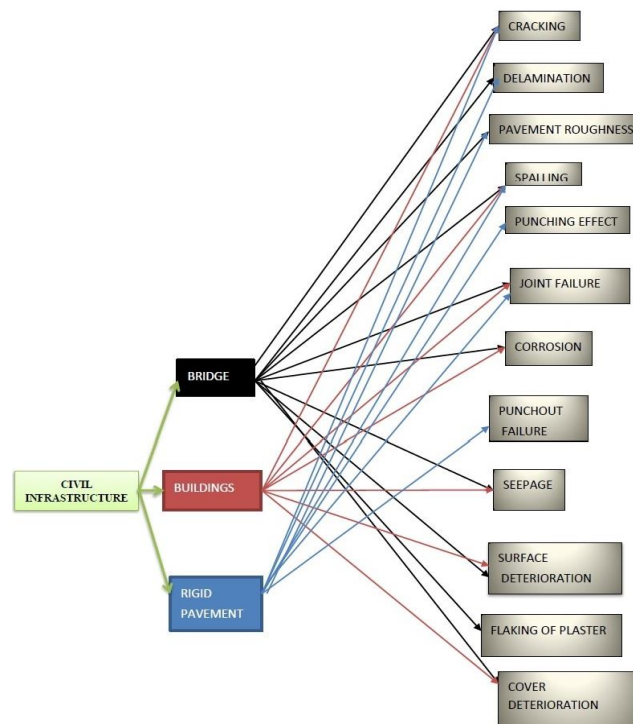 CRACKING
DELAMINATION
PAVEMENT ROUGHNESS
SPALLING
PUNCHING EFFECT
JOINT FAILURE
BRIDGE
CORROSION
PUNCHOUT
FAILURE
CIVIL
INFRASTRUCTURE
BUILDINGS
SEEPAGE
SURFACE
DETERIORATION
RIGID
PAVEMENT
FLAKING OF PLASTER
COVER
DETERIORATION